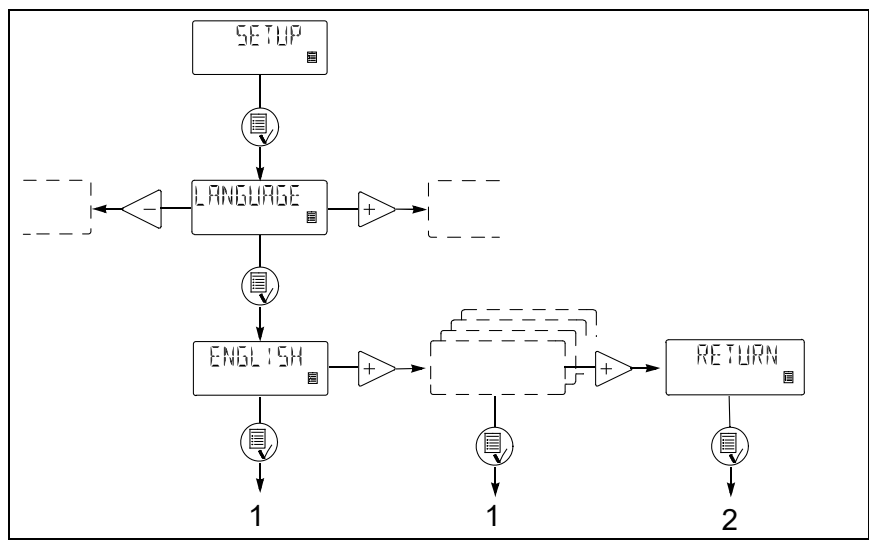 SETUP
−
LANGUAGE
+
ENGLISH
+
+
RETURN
1
1
2